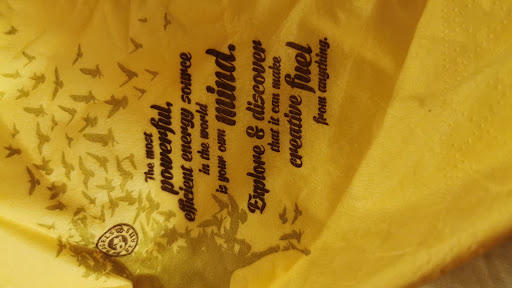 The most
powerful,
efficient energy source
in the world
is your own mind.
Explore & discover
that it can make
creative fuel
from anything.